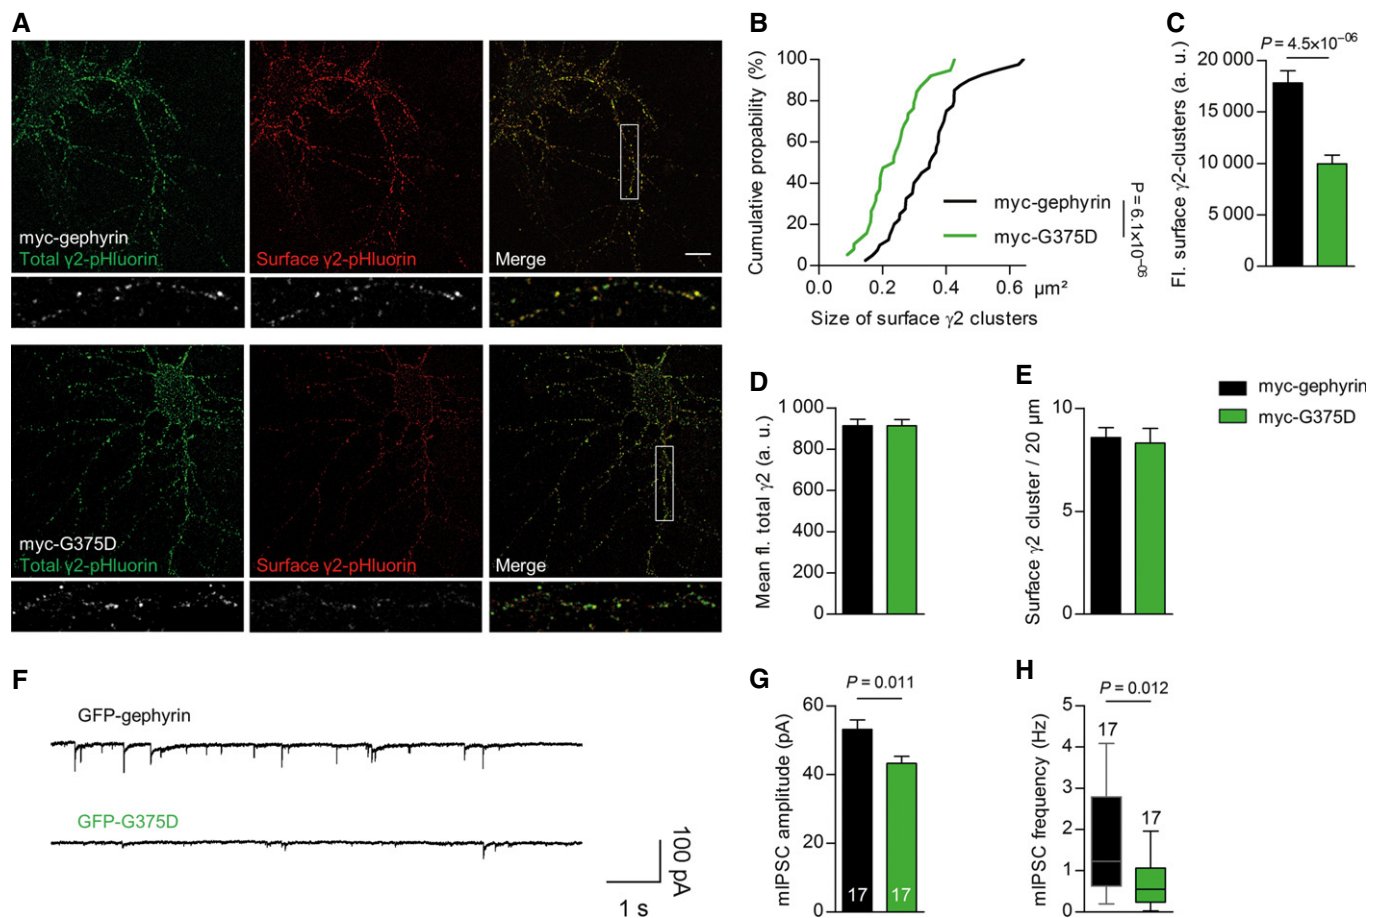 A
myc-gephyrin
Total γ2-pHluorin
Surface γ2-pHluorin
Merge
myc-G375D
Total γ2-pHluorin
Surface γ2-pHluorin
Merge
B
Cumulative propability (%)
100
80
60
40
20
0
0.0
0.2
0.4
0.6
μm²
Size of surface γ2 clusters
myc-gephyrin
myc-G375D
P = 6.1×10⁻⁰⁶
C
P = 4.5×10⁻⁰⁶
Fl. surface γ2-clusters (a. u.)
20 000
15 000
10 000
5 000
0
D
Mean fl. total γ2 (a. u.)
1 000
800
600
400
200
0
E
Surface γ2 cluster / 20 μm
10
5
0
myc-gephyrin
myc-G375D
F
GFP-gephyrin
GFP-G375D
100 pA
1 s
G
P = 0.011
mIPSC amplitude (pA)
60
40
20
0
17
17
H
P = 0.012
mIPSC frequency (Hz)
5
4
3
2
1
0
17
17